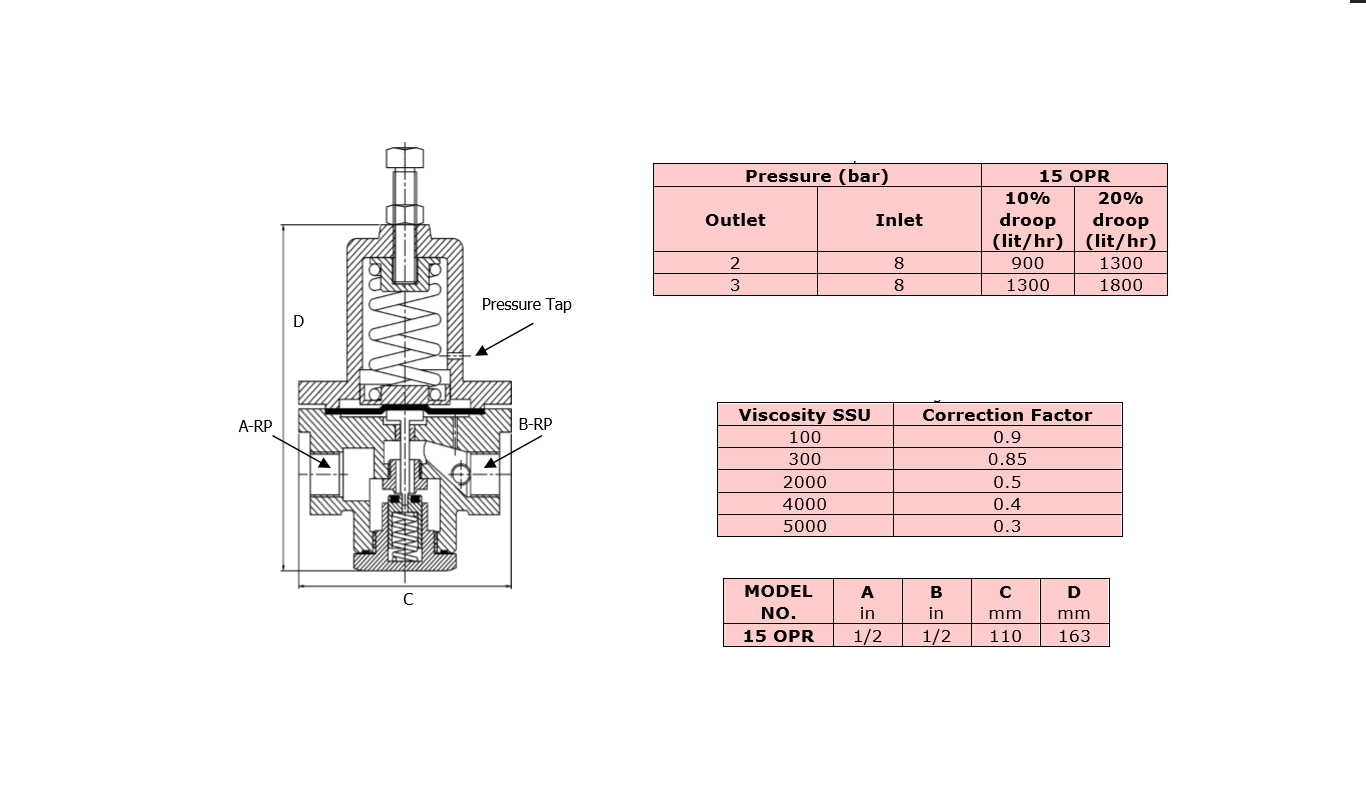 D
Pressure Tap
A-RP
B-RP
C
Pressure (bar) 15 OPR
Outlet Inlet 10% droop (lit/hr) 20% droop (lit/hr)
2 8 900 1300
3 8 1300 1800
Viscosity SSU Correction Factor
100 0.9
300 0.85
2000 0.5
4000 0.4
5000 0.3
MODEL NO. A in B in C mm D mm
15 OPR 1/2 1/2 110 163